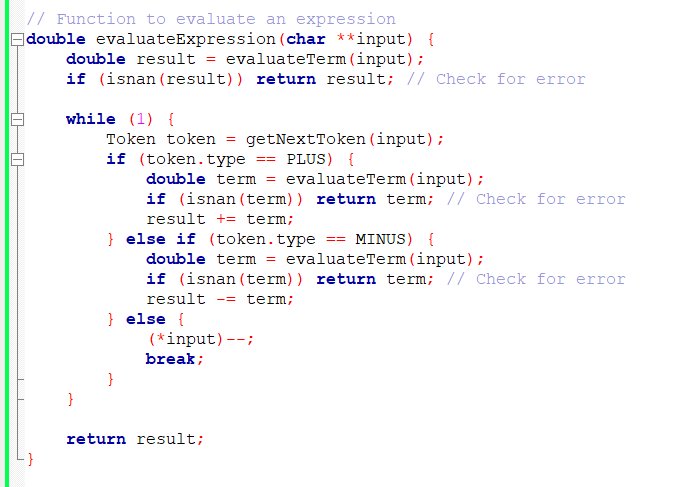 // Function to evaluate an expression
double evaluateExpression(char **input) {
    double result = evaluateTerm(input);
    if (isnan(result)) return result; // Check for error

    while (1) {
        Token token = getNextToken(input);
        if (token.type == PLUS) {
            double term = evaluateTerm(input);
            if (isnan(term)) return term; // Check for error
            result += term;
        } else if (token.type == MINUS) {
            double term = evaluateTerm(input);
            if (isnan(term)) return term; // Check for error
            result -= term;
        } else {
            (*input)--;
            break;
        }
    }

    return result;
}